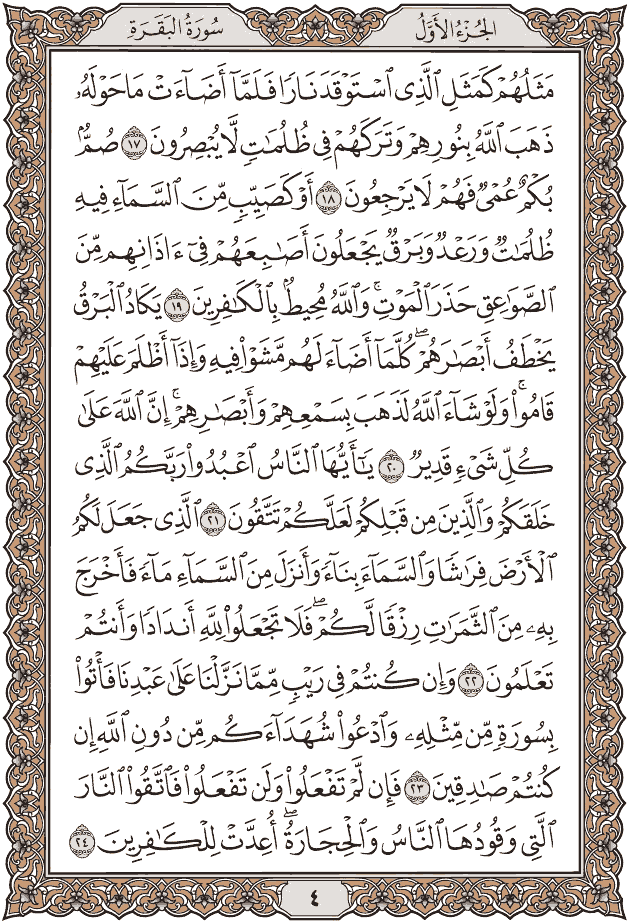 الجُزْءُ الأَوَّلُ
سُورَةُ البَقَرَةِ
مَثَلُهُمْ كَمَثَلِ ٱلَّذِى ٱسْتَوْقَدَ نَارًا فَلَمَّآ أَضَآءَتْ مَا حَوْلَهُۥ
ذَهَبَ ٱللَّهُ بِنُورِهِمْ وَتَرَكَهُمْ فِى ظُلُمَٰتٍ لَّا يُبْصِرُونَ ١٧ صُمٌّۢ
بُكْمٌ عُمْىٌ فَهُمْ لَا يَرْجِعُونَ ١٨ أَوْ كَصَيِّبٍ مِّنَ ٱلسَّمَآءِ فِيهِ
ظُلُمَٰتٌ وَرَعْدٌ وَبَرْقٌ يَجْعَلُونَ أَصَٰبِعَهُمْ فِىٓ ءَاذَانِهِم مِّنَ
ٱلصَّوَٰعِقِ حَذَرَ ٱلْمَوْتِ ۚ وَٱللَّهُ مُحِيطٌۢ بِٱلْكَٰفِرِينَ ١٩ يَكَادُ ٱلْبَرْقُ
يَخْطَفُ أَبْصَٰرَهُمْ ۖ كُلَّمَآ أَضَآءَ لَهُم مَّشَوْا۟ فِيهِ وَإِذَآ أَظْلَمَ عَلَيْهِمْ
قَامُوا۟ ۚ وَلَوْ شَآءَ ٱللَّهُ لَذَهَبَ بِسَمْعِهِمْ وَأَبْصَٰرِهِمْ ۚ إِنَّ ٱللَّهَ عَلَىٰ
كُلِّ شَىْءٍ قَدِيرٌ ٢٠ يَٰٓأَيُّهَا ٱلنَّاسُ ٱعْبُدُوا۟ رَبَّكُمُ ٱلَّذِى
خَلَقَكُمْ وَٱلَّذِينَ مِن قَبْلِكُمْ لَعَلَّكُمْ تَتَّقُونَ ٢١ ٱلَّذِى جَعَلَ لَكُمُ
ٱلْأَرْضَ فِرَٰشًا وَٱلسَّمَآءَ بِنَآءً وَأَنزَلَ مِنَ ٱلسَّمَآءِ مَآءً فَأَخْرَجَ
بِهِۦ مِنَ ٱلثَّمَرَٰتِ رِزْقًا لَّكُمْ ۖ فَلَا تَجْعَلُوا۟ لِلَّهِ أَندَادًا وَأَنتُمْ
تَعْلَمُونَ ٢٢ وَإِن كُنتُمْ فِى رَيْبٍ مِّمَّا نَزَّلْنَا عَلَىٰ عَبْدِنَا فَأْتُوا۟
بِسُورَةٍ مِّن مِّثْلِهِۦ وَٱدْعُوا۟ شُهَدَآءَكُم مِّن دُونِ ٱللَّهِ إِن
كُنتُمْ صَٰدِقِينَ ٢٣ فَإِن لَّمْ تَفْعَلُوا۟ وَلَن تَفْعَلُوا۟ فَٱتَّقُوا۟ ٱلنَّارَ
ٱلَّتِى وَقُودُهَا ٱلنَّاسُ وَٱلْحِجَارَةُ ۖ أُعِدَّتْ لِلْكَٰفِرِينَ ٢٤
٤